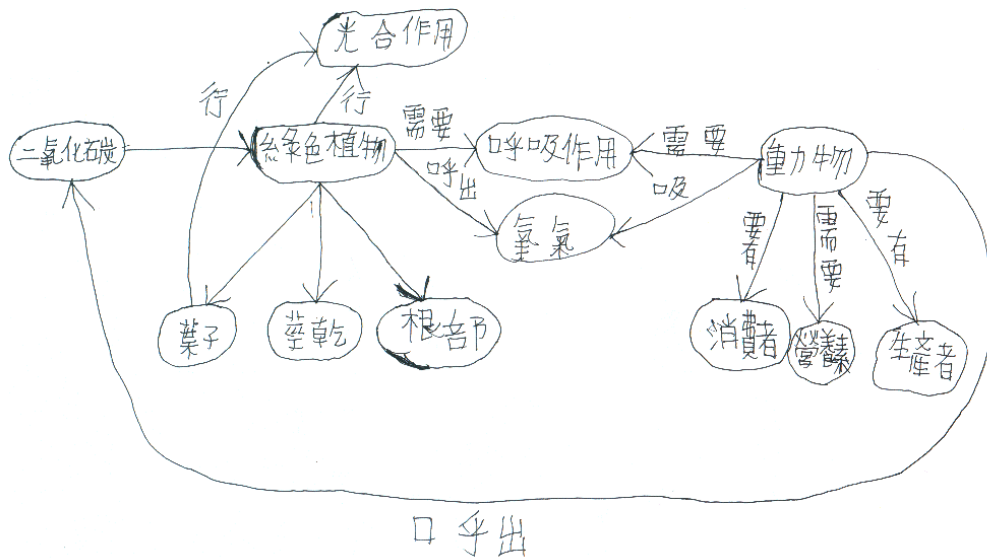 光合作用
行
行
二氧化碳
綠色植物
需要
呼吸作用
需要
動物
呼出
吸
氧氣
要有
需要
要有
葉子
莖乾
根部
消費者
營養素
生產者
呼出